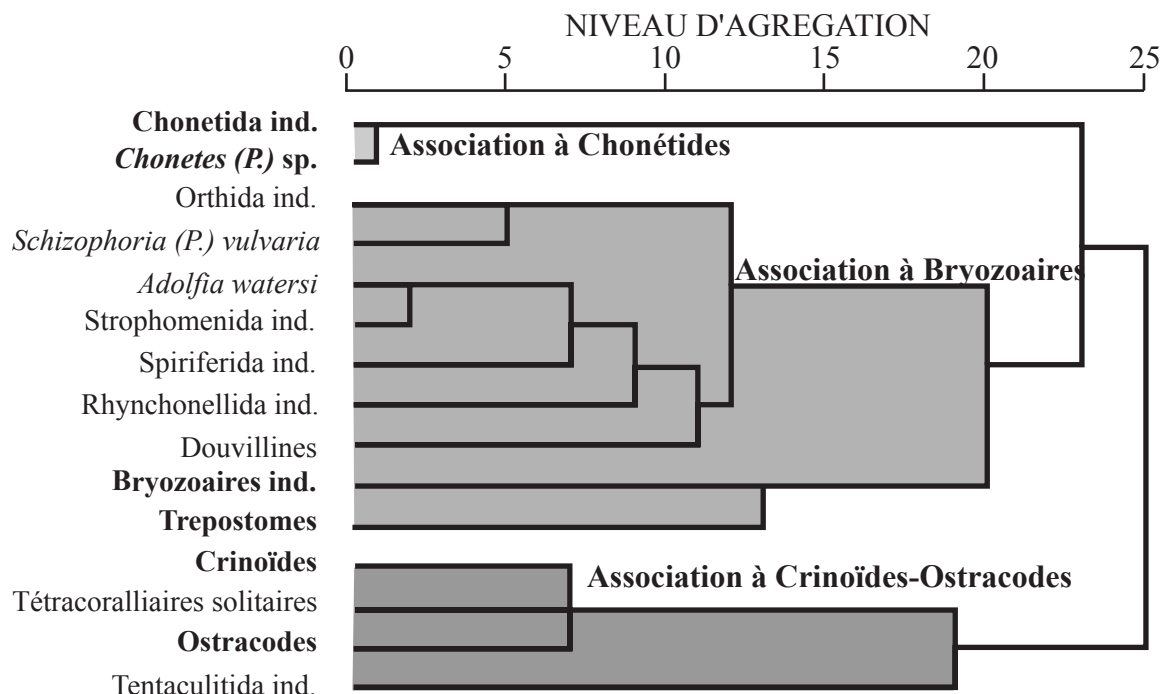 NIVEAU D'AGREGATION
0 5 10 15 20 25
Chonetida ind.
Association à Chonétides
Chonetes (P.) sp.
Orthida ind.
Schizophoria (P.) vulvaria
Association à Bryozoaires
Adolfia watersi
Strophomenida ind.
Spiriferida ind.
Rhynchonellida ind.
Douvillines
Bryozoaires ind.
Trepostomes
Crinoïdes
Association à Crinoïdes-Ostracodes
Tétracoralliaires solitaires
Ostracodes
Tentaculitida ind.